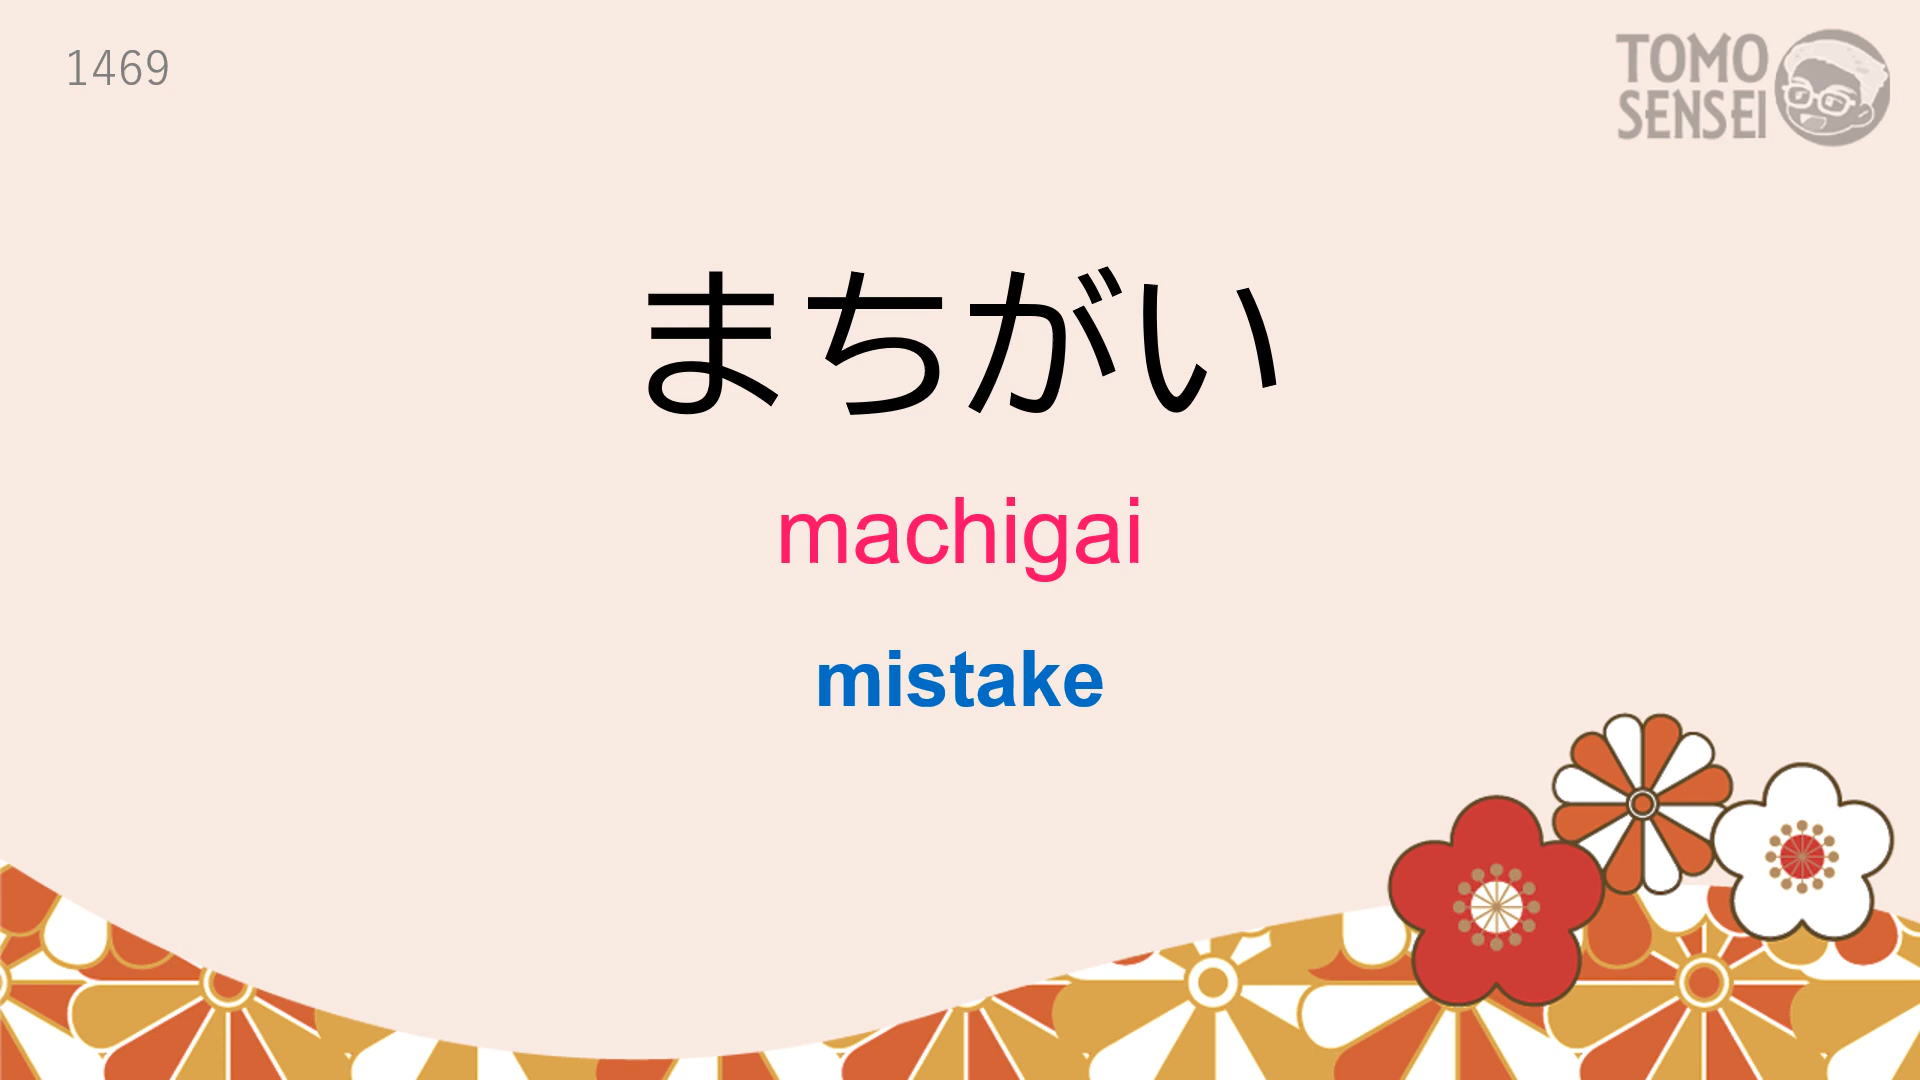 1469
TOMO
SENSEI
まちがい
machigai
mistake